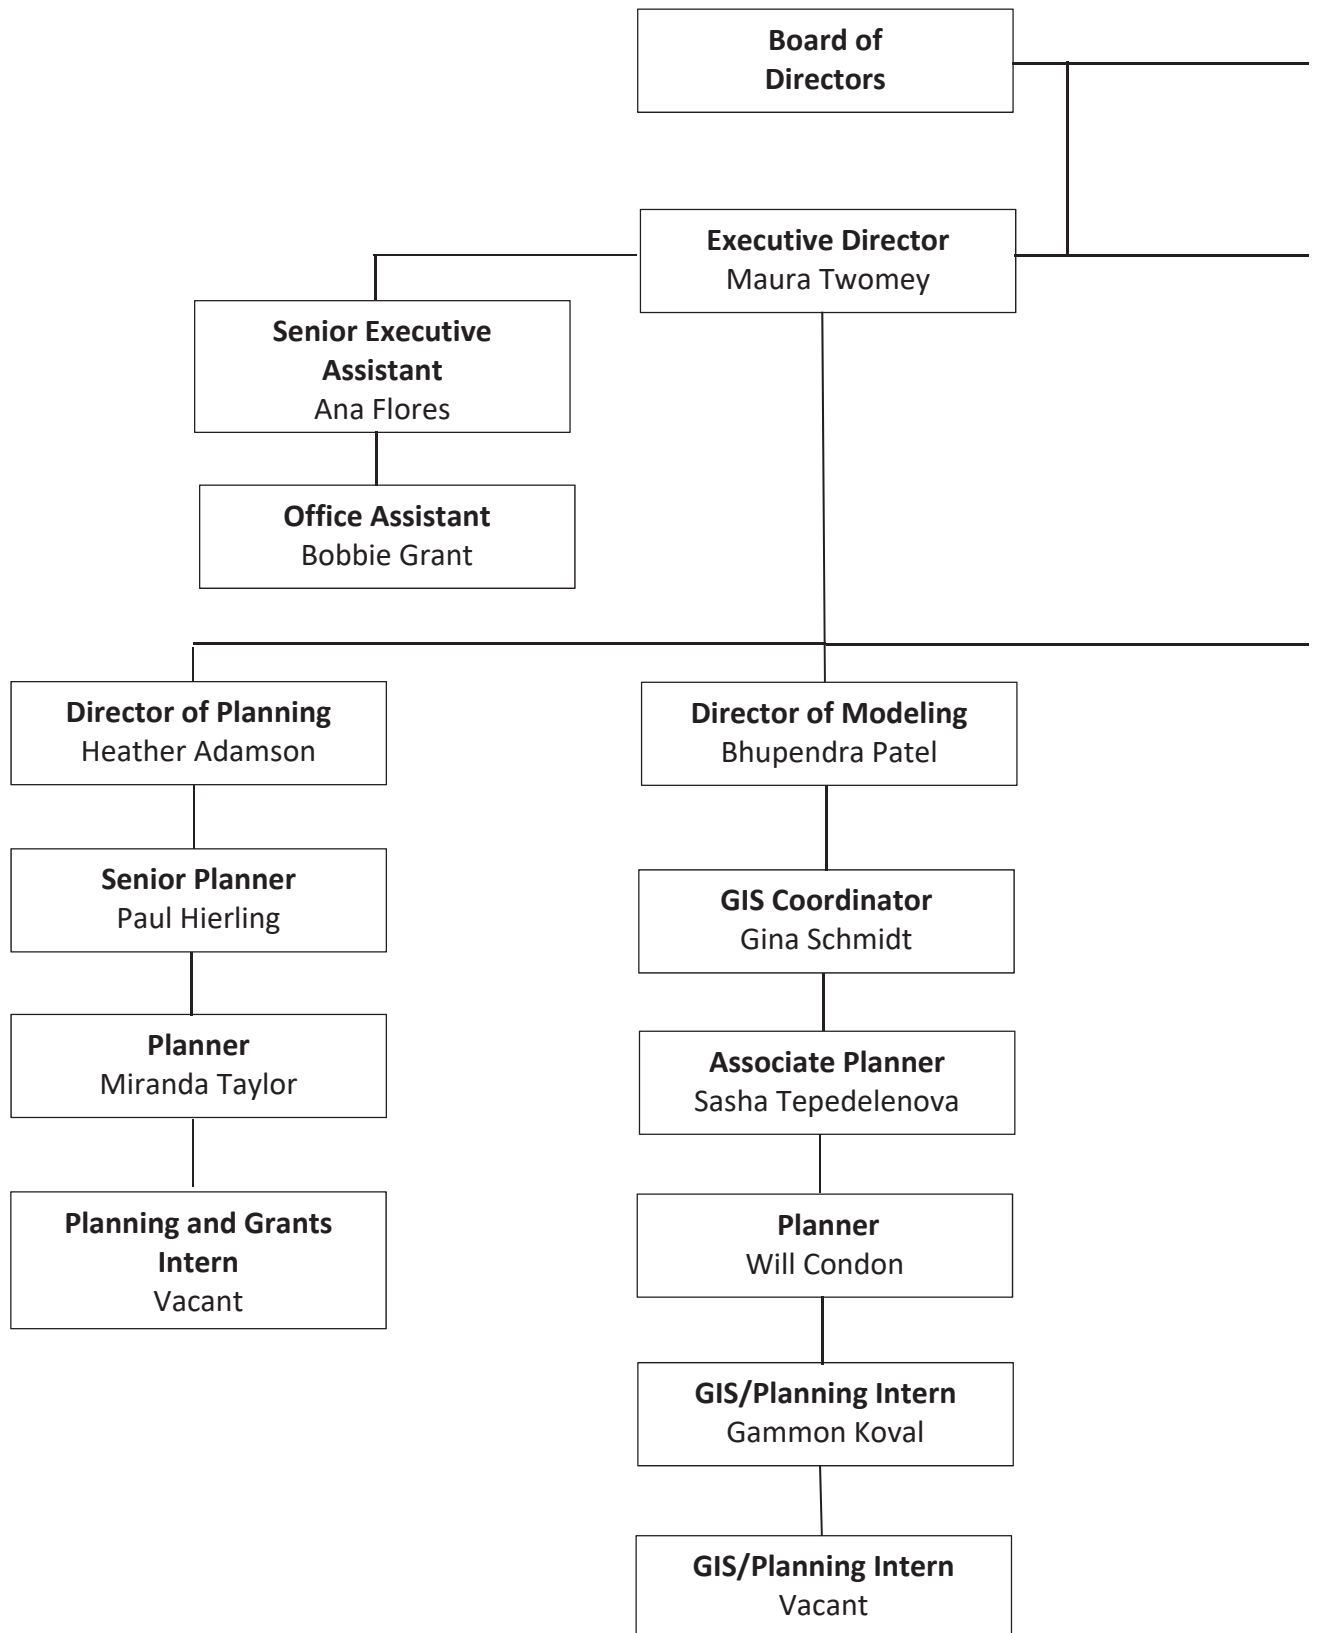 Board of
Directors
Executive Director
Maura Twomey
Senior Executive
Assistant
Ana Flores
Office Assistant
Bobbie Grant
Director of Planning
Heather Adamson
Senior Planner
Paul Hierling
Planner
Miranda Taylor
Planning and Grants
Intern
Vacant
Director of Modeling
Bhupendra Patel
GIS Coordinator
Gina Schmidt
Associate Planner
Sasha Tepedelenova
Planner
Will Condon
GIS/Planning Intern
Gammon Koval
GIS/Planning Intern
Vacant